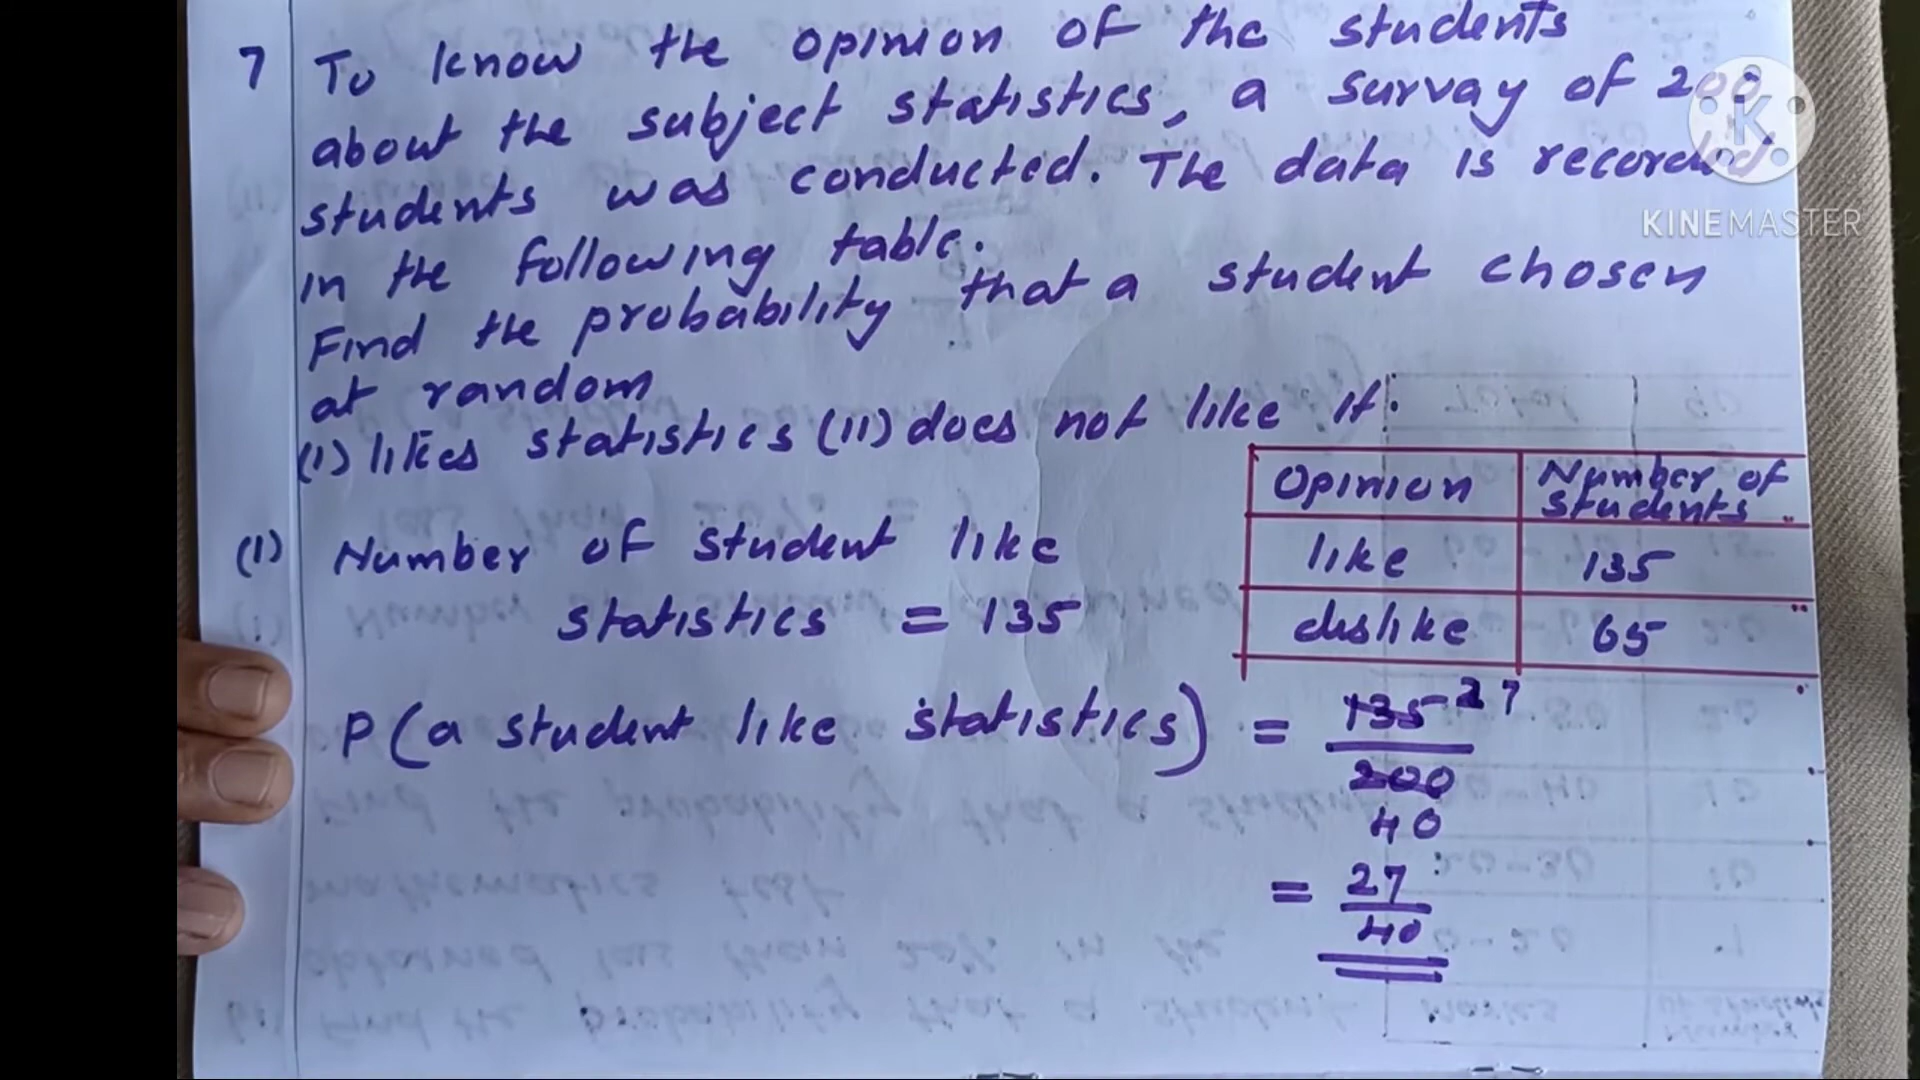 7 To know the opinion of the students
about the subject statistics, a survay of 200
students was conducted. The data is recorded
in the following table.
Find the probability that a student chosen
at random
(i) likes statistics (ii) does not like it.
Opinion Number of Students
like 135
dislike 65
(i) Number of student like
statistics = 135
P(a student like statistics) = 135 27
200
40
= 27
40
K
KINEMASTER